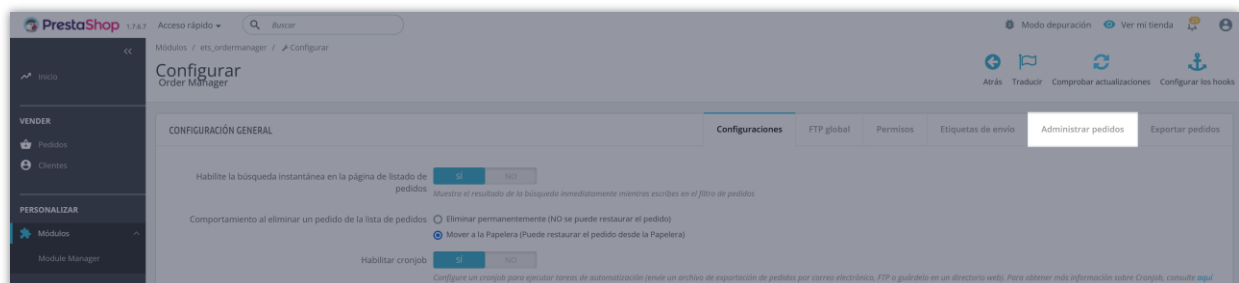 PrestaShop 1.7.6.7 Acceso rápido Buscar Modo depuración Ver mi tienda
Módulos / ets_ordermanager / Configurar
Configurar
Order Manager
Atrás Traducir Comprobar actualizaciones Configurar los hooks
Inicio
VENDER
Pedidos
Clientes
PERSONALIZAR
Módulos
Module Manager
CONFIGURACIÓN GENERAL
Configuraciones FTP global Permisos Etiquetas de envío Administrar pedidos Exportar pedidos
Habilite la búsqueda instantánea en la página de listado de pedidos SÍ NO
Muestra el resultado de la búsqueda inmediatamente mientras escribes en el filtro de pedidos
Comportamiento al eliminar un pedido de la lista de pedidos Eliminar permanentemente (NO se puede restaurar el pedido)
Mover a la Papelera (Puede restaurar el pedido desde la Papelera)
Habilitar cronjob SÍ NO
Configure un cronjob para ejecutar tareas de automatización (envíe un archivo de exportación de pedidos por correo electrónico, FTP o guárdelo en un directorio web). Para obtener más información sobre Cronjob, consulte aquí